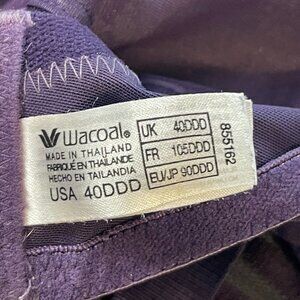 Wacoal®
MADE IN THAILAND
FABRIQUÉ EN THAÏLANDE
HECHO EN TAILANDIA
USA 40DDD
UK 40DDD
FR 105DDD
EU/JP 90DDD
855162